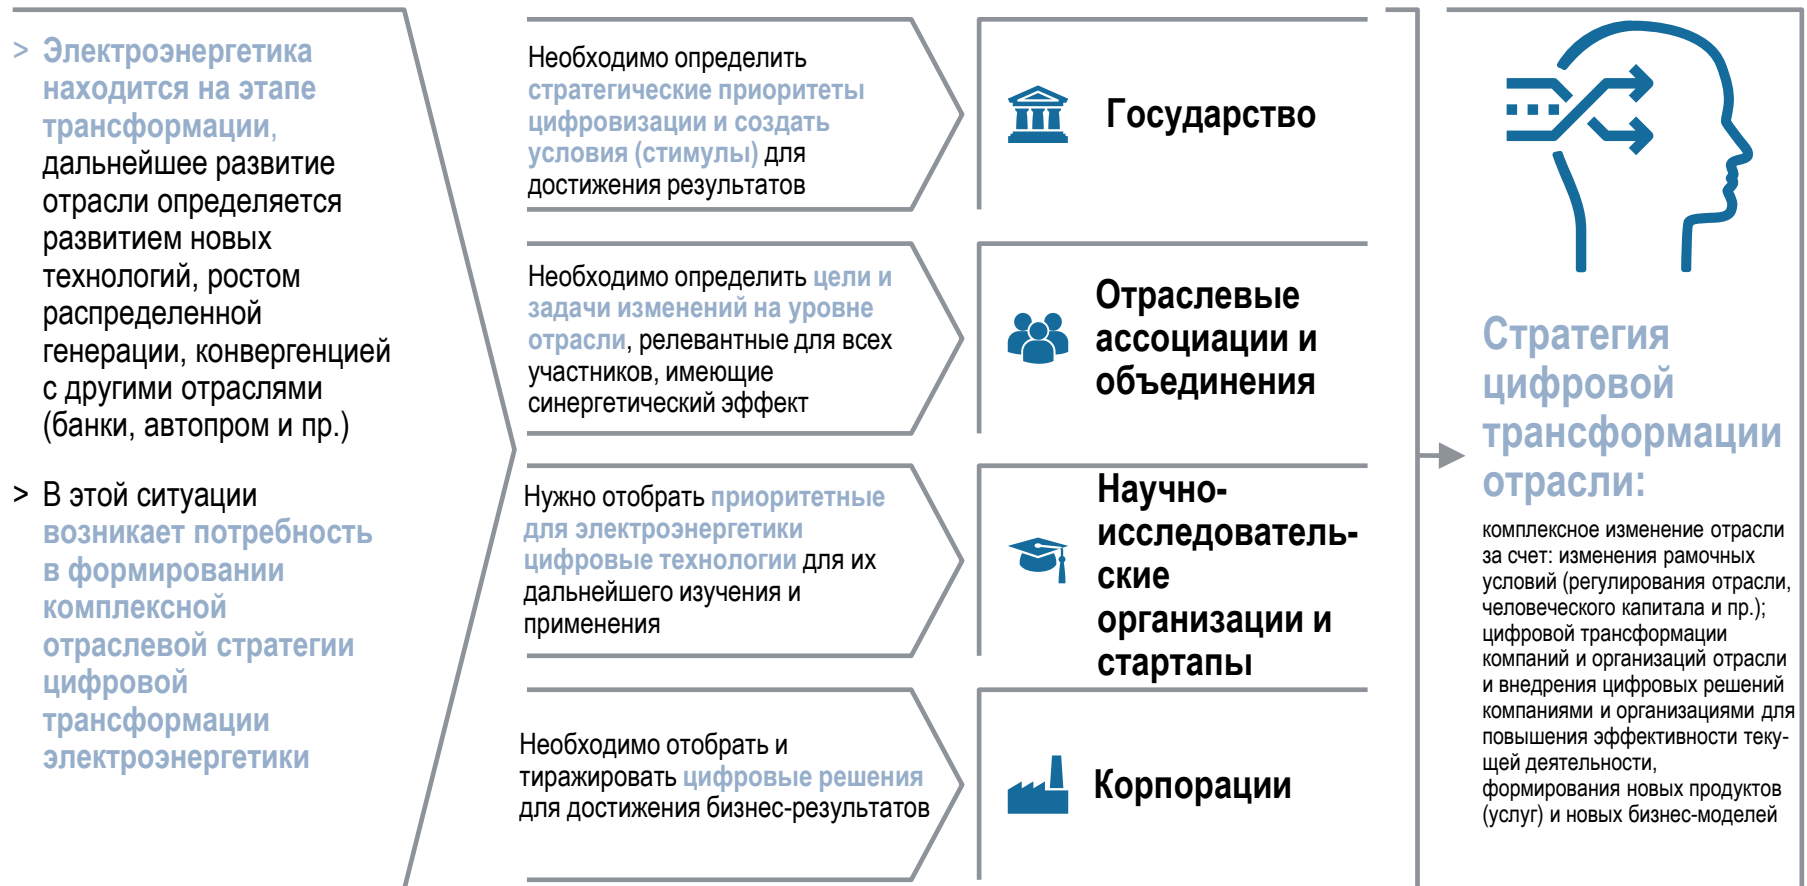 > Электроэнергетика
находится на этапе
трансформации,
дальнейшее развитие
отрасли определяется
развитием новых
технологий, ростом
распределенной
генерации, конвергенцией
с другими отраслями
(банки, автопром и пр.)
> В этой ситуации
возникает потребность
в формировании
комплексной
отраслевой стратегии
цифровой
трансформации
электроэнергетики
Необходимо определить
стратегические приоритеты
цифровизации и создать
условия (стимулы) для
достижения результатов
Государство
Необходимо определить цели и
задачи изменений на уровне
отрасли, релевантные для всех
участников, имеющие
синергетический эффект
Отраслевые
ассоциации и
объединения
Нужно отобрать приоритетные
для электроэнергетики
цифровые технологии для их
дальнейшего изучения и
применения
Научно-
исследователь-
ские
организации и
стартапы
Необходимо отобрать и
тиражировать цифровые решения
для достижения бизнес-результатов
Корпорации
Стратегия
цифровой
трансформации
отрасли:
комплексное изменение отрасли
за счет: изменения рамочных
условий (регулирования отрасли,
человеческого капитала и пр.);
цифровой трансформации
компаний и организаций отрасли
и внедрения цифровых решений
компаниями и организациями для
повышения эффективности теку-
щей деятельности,
формирования новых продуктов
(услуг) и новых бизнес-моделей